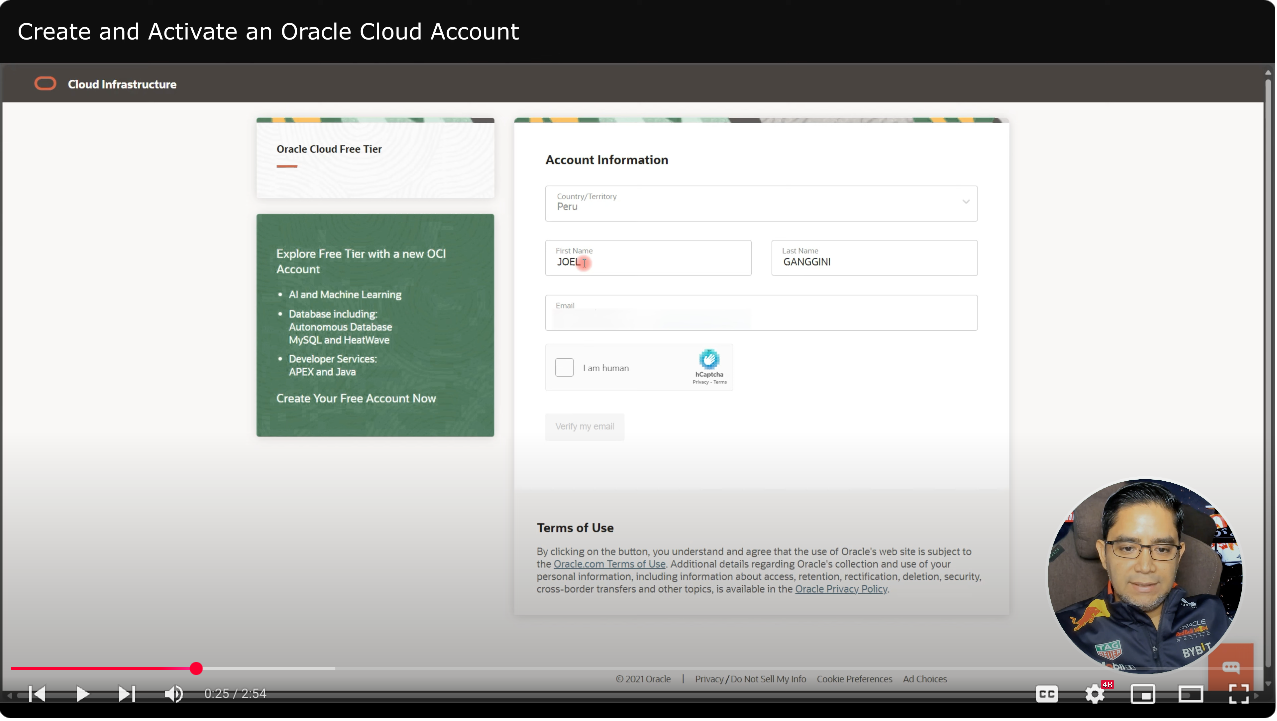 Create and Activate an Oracle Cloud Account
Cloud Infrastructure
Oracle Cloud Free Tier
Explore Free Tier with a new OCI
Account
• AI and Machine Learning
• Database including:
Autonomous Database
MySQL and HeatWave
• Developer Services:
APEX and Java
Create Your Free Account Now
Account Information
Country/Territory
Peru
First Name
JOEL
Last Name
GANGGINI
Email
I am human
hCaptcha
Privacy - Terms
Verify my email
Terms of Use
By clicking on the button, you understand and agree that the use of Oracle's web site is subject to
the Oracle.com Terms of Use. Additional details regarding Oracle's collection and use of your
personal information, including information about access, retention, rectification, deletion, security,
cross-border transfers and other topics, is available in the Oracle Privacy Policy.
ORACLE
Red Bull
TAG
BYBIT
© 2021 Oracle | Privacy / Do Not Sell My Info Cookie Preferences Ad Choices
0:25 / 2:54
CC
4K